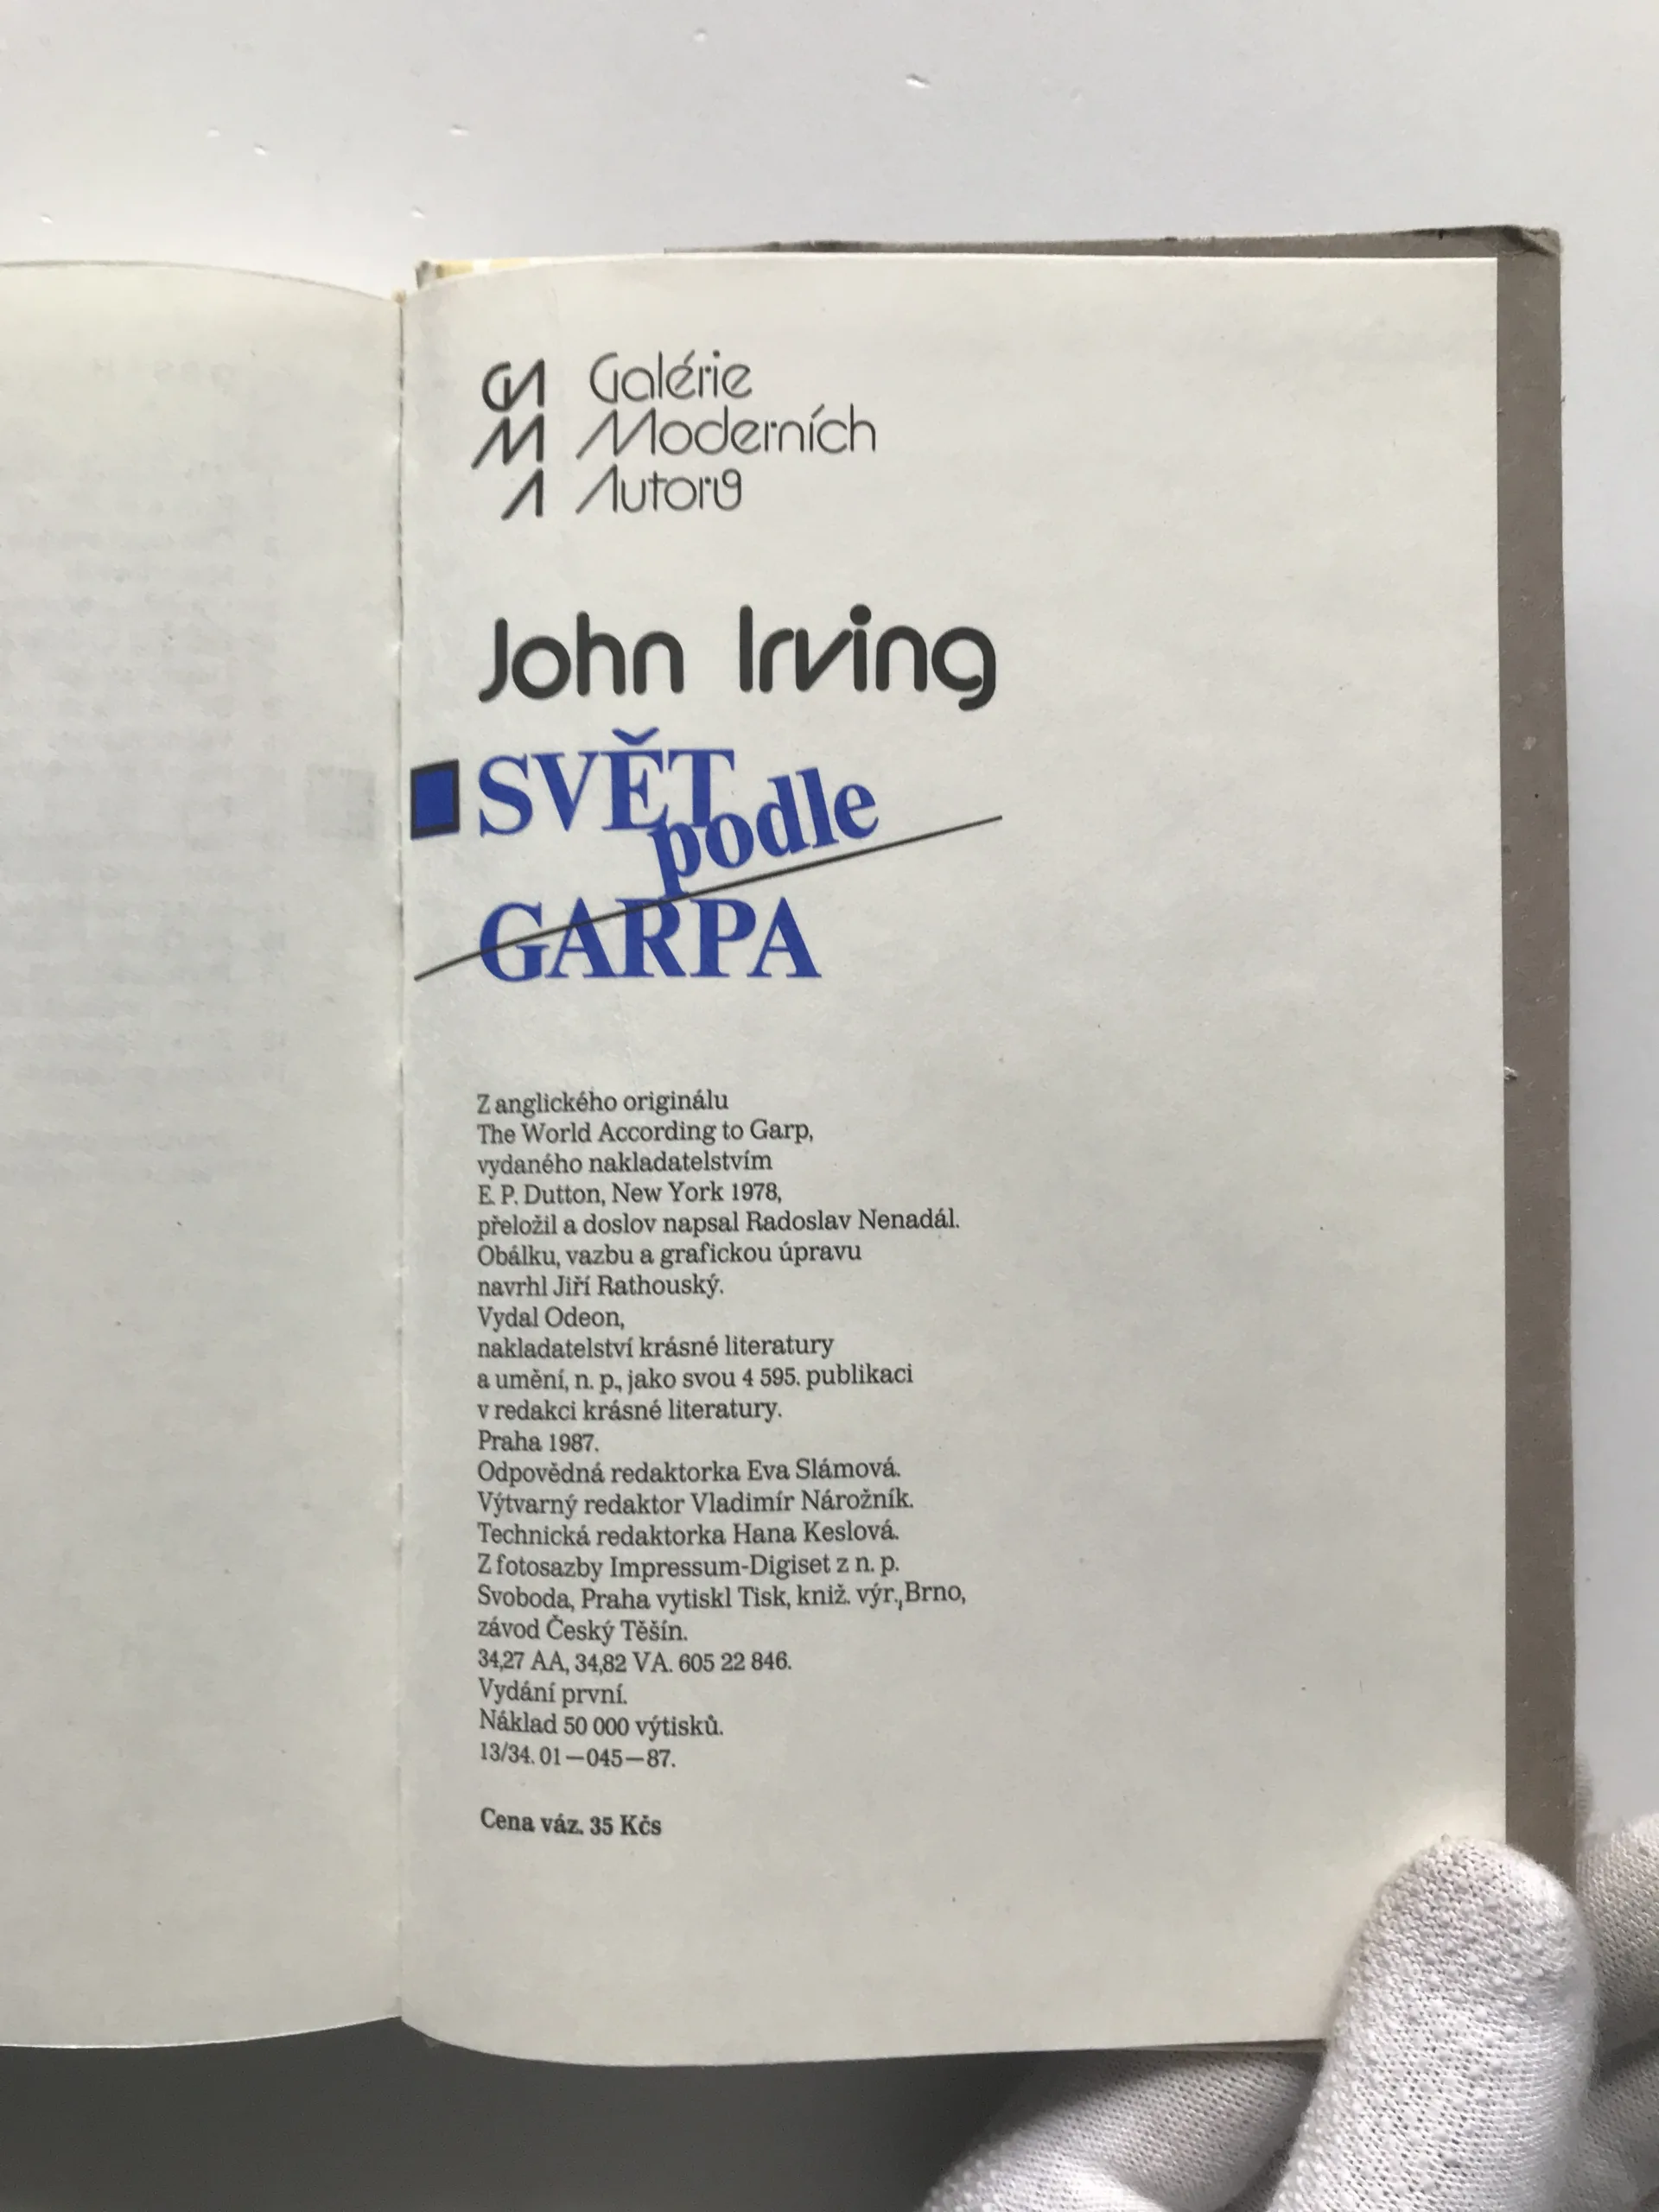 GA Galérie
M Moderních
A Autorů
John Irving
SVĚT
podle
GARPA
Z anglického originálu
The World According to Garp,
vydaného nakladatelstvím
E. P. Dutton, New York 1978,
přeložil a doslov napsal Radoslav Nenadál.
Obálku, vazbu a grafickou úpravu
navrhl Jiří Rathouský.
Vydal Odeon,
nakladatelství krásné literatury
a umění, n. p., jako svou 4 595. publikaci
v redakci krásné literatury.
Praha 1987.
Odpovědná redaktorka Eva Slámová.
Výtvarný redaktor Vladimír Nárožník.
Technická redaktorka Hana Keslová.
Z fotosazby Impressum-Digiset z n. p.
Svoboda, Praha vytiskl Tisk, kniž. výr., Brno,
závod Český Těšín.
34,27 AA, 34,82 VA. 605 22 846.
Vydání první.
Náklad 50 000 výtisků.
13/34. 01—045—87.
Cena váz. 35 Kčs